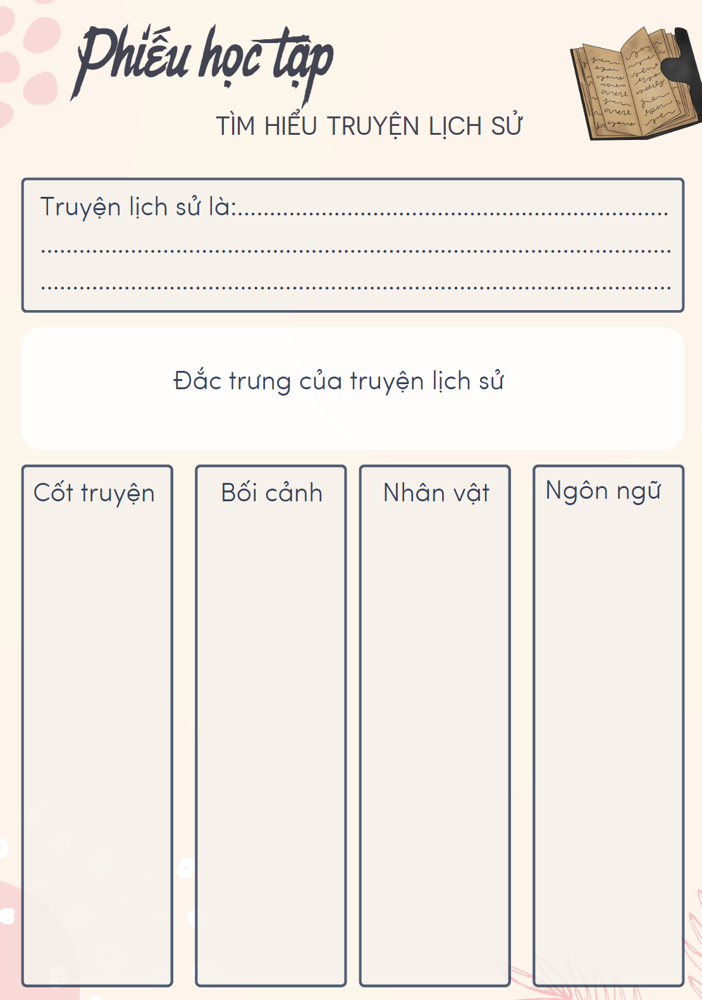 Phiếu học tập
TÌM HIỂU TRUYỆN LỊCH SỬ
Truyện lịch sử là:...................................................................
..................................................................................................
..................................................................................................
Đắc trưng của truyện lịch sử
Cốt truyện
Bối cảnh
Nhân vật
Ngôn ngữ